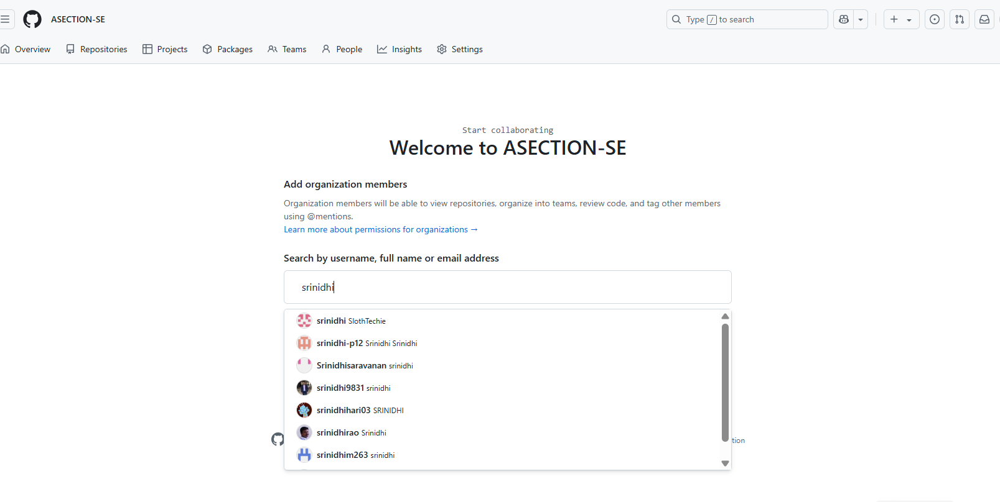 ASECTION-SE
Type / to search
Overview Repositories Projects Packages Teams People Insights Settings
Start collaborating
Welcome to ASECTION-SE
Add organization members
Organization members will be able to view repositories, organize into teams, review code, and tag other members
using @mentions.
Learn more about permissions for organizations →
Search by username, full name or email address
srinidhi
srinidhi SlothTechie
srinidhi-p12 Srinidhi Srinidhi
Srinidhisaravanan srinidhi
srinidhi9831 srinidhi
srinidhihari03 SRINIDHI
srinidhirao Srinidhi
tion
srinidhim263 srinidhi